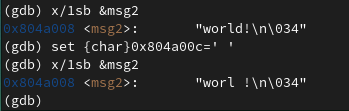 (gdb) x/1sb &msg2
0x804a008 <msg2>:        "world!\n\034"
(gdb) set {char}0x804a00c=' '
(gdb) x/1sb &msg2
0x804a008 <msg2>:        "worl !\n\034"
(gdb)